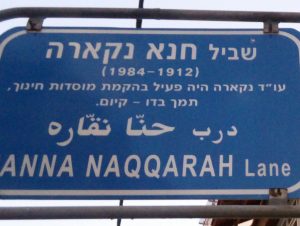 שביל חנא נקארה
(1984-1912)
עו״ד נקארה היה פעיל בהקמת מוסדות חינוך,
תמך בדו - קיום.
درب حنّا نقّاره
ANNA NAQQARAH Lane